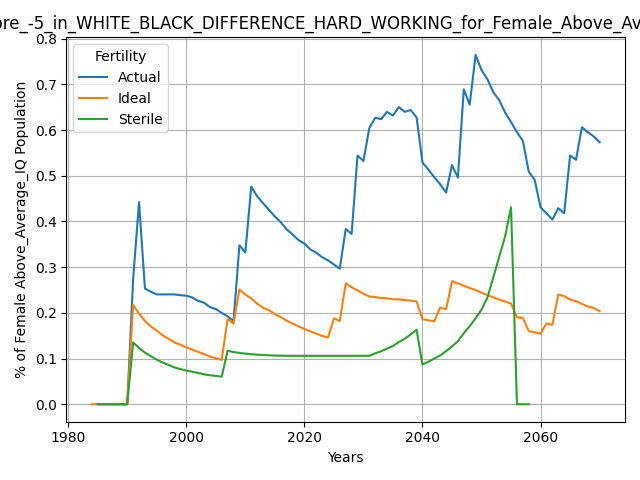 ore_-5_in_WHITE_BLACK_DIFFERENCE_HARD_WORKING_for_Female_Above_Av
0.8
0.7
0.6
0.5
0.4
0.3
0.2
0.1
0.0
% of Female Above_Average_IQ Population
Fertility
Actual
Ideal
Sterile
1980
2000
2020
2040
2060
Years